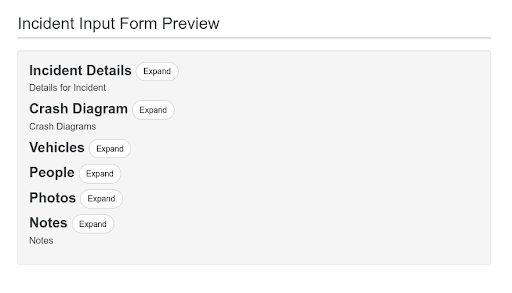 Incident Input Form Preview
Incident Details Expand
Details for Incident
Crash Diagram Expand
Crash Diagrams
Vehicles Expand
People Expand
Photos Expand
Notes Expand
Notes